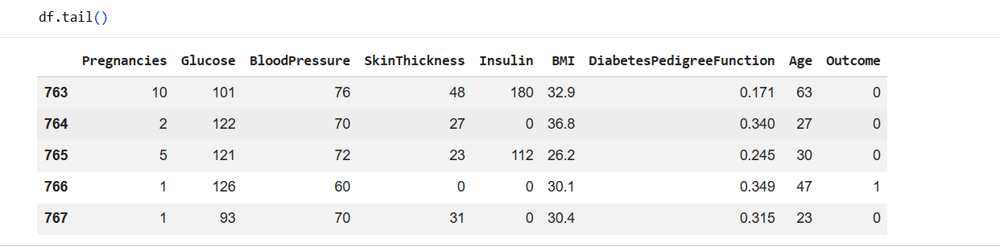 df.tail()
Pregnancies Glucose BloodPressure SkinThickness Insulin BMI DiabetesPedigreeFunction Age Outcome
763 10 101 76 48 180 32.9 0.171 63 0
764 2 122 70 27 0 36.8 0.340 27 0
765 5 121 72 23 112 26.2 0.245 30 0
766 1 126 60 0 0 30.1 0.349 47 1
767 1 93 70 31 0 30.4 0.315 23 0